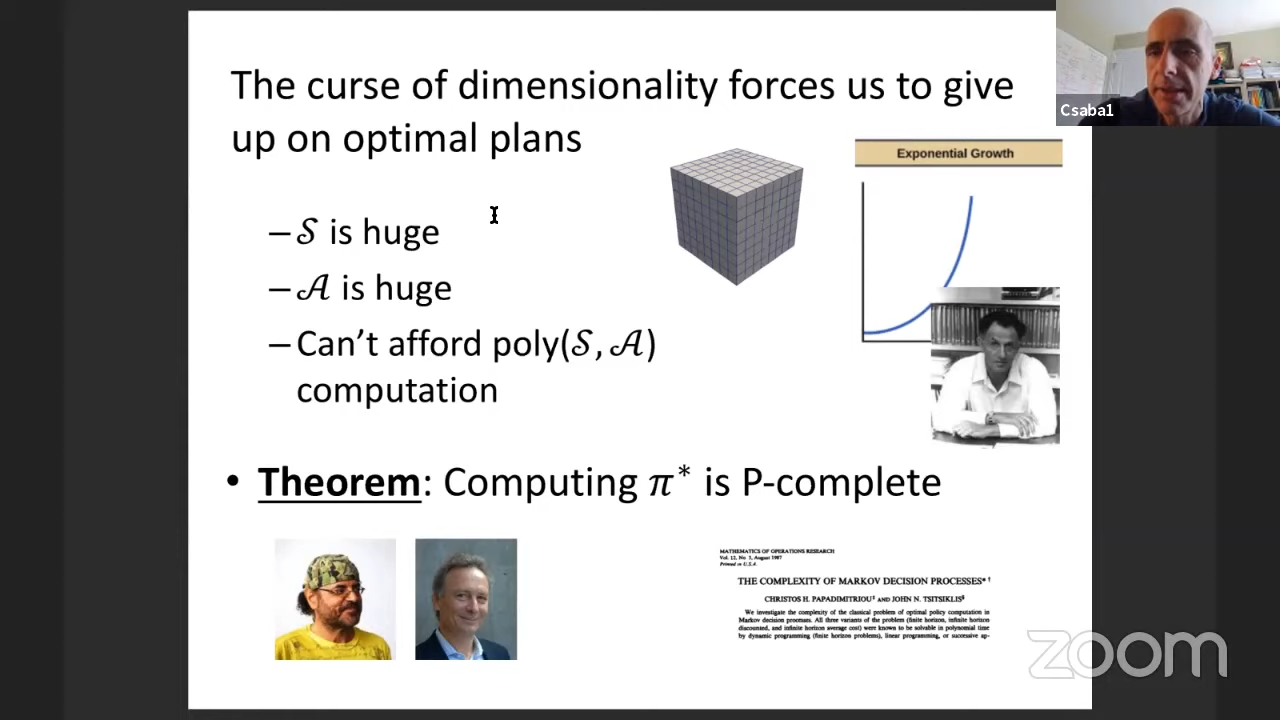 The curse of dimensionality forces us to give
up on optimal plans
Csaba1
Exponential Growth
– 𝒮 is huge
– 𝒜 is huge
– Can’t afford poly(𝒮, 𝒜)
computation
• Theorem: Computing π* is P-complete
MATHEMATICS OF OPERATIONS RESEARCH
Vol. 12, No. 3, August 1987
Printed in U.S.A.
THE COMPLEXITY OF MARKOV DECISION PROCESSES*†
CHRISTOS H. PAPADIMITRIOU‡ AND JOHN N. TSITSIKLIS§
We investigate the complexity of the classical problem of optimal policy computation in
Markov decision processes. All three variants of the problem (finite horizon, infinite horizon
discounted, and infinite horizon average cost) were known to be solvable in polynomial time
by dynamic programming (finite horizon problems), linear programming, or successive ap-
zoom